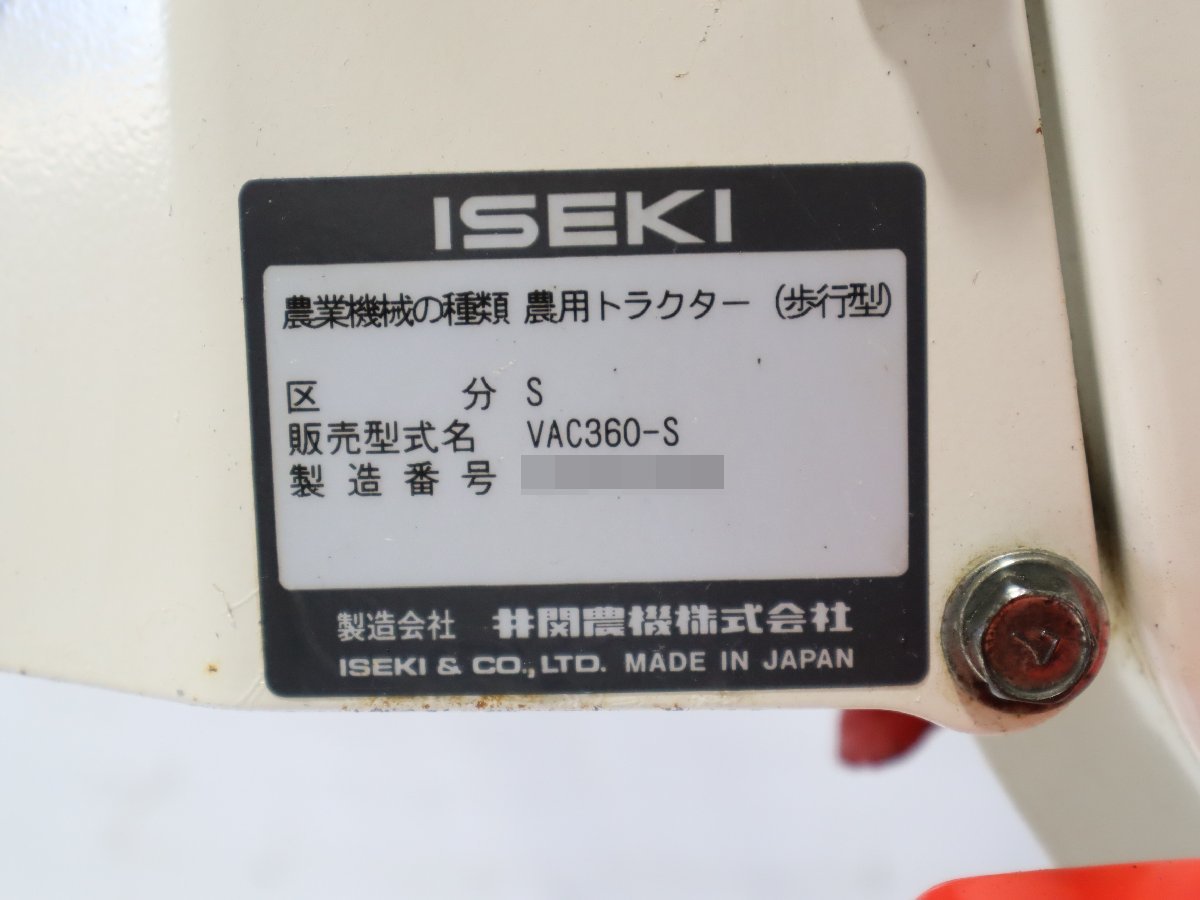 ISEKI
農業機械の種類 農用トラクター (歩行型)
区 分 S
販売型式名 VAC360-S
製造番号
製造会社 井関農機株式会社
ISEKI & CO., LTD. MADE IN JAPAN